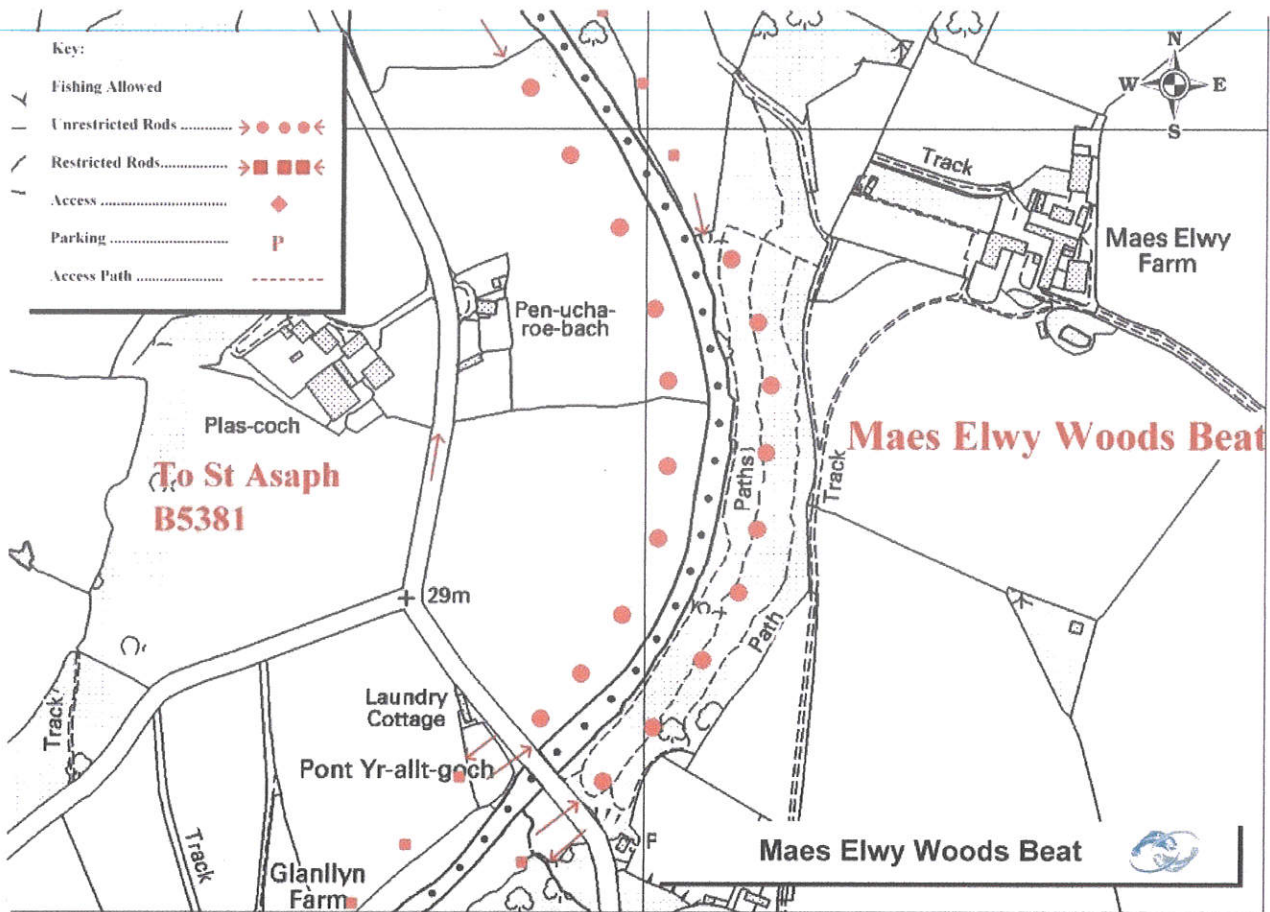 Key:
Fishing Allowed
Unrestricted Rods ..............
Restricted Rods...................
Access ..............................
Parking ..............................
P
Access Path .......................
N
W
E
S
Track
Maes Elwy
Farm
Pen-ucha-
roe-bach
Plas-coch
To St Asaph
B5381
Maes Elwy Woods Beat
Paths
Track
29m
Path
Laundry
Cottage
Track
Pont Yr-allt-goch
Track
Glanllyn
Farm
Maes Elwy Woods Beat